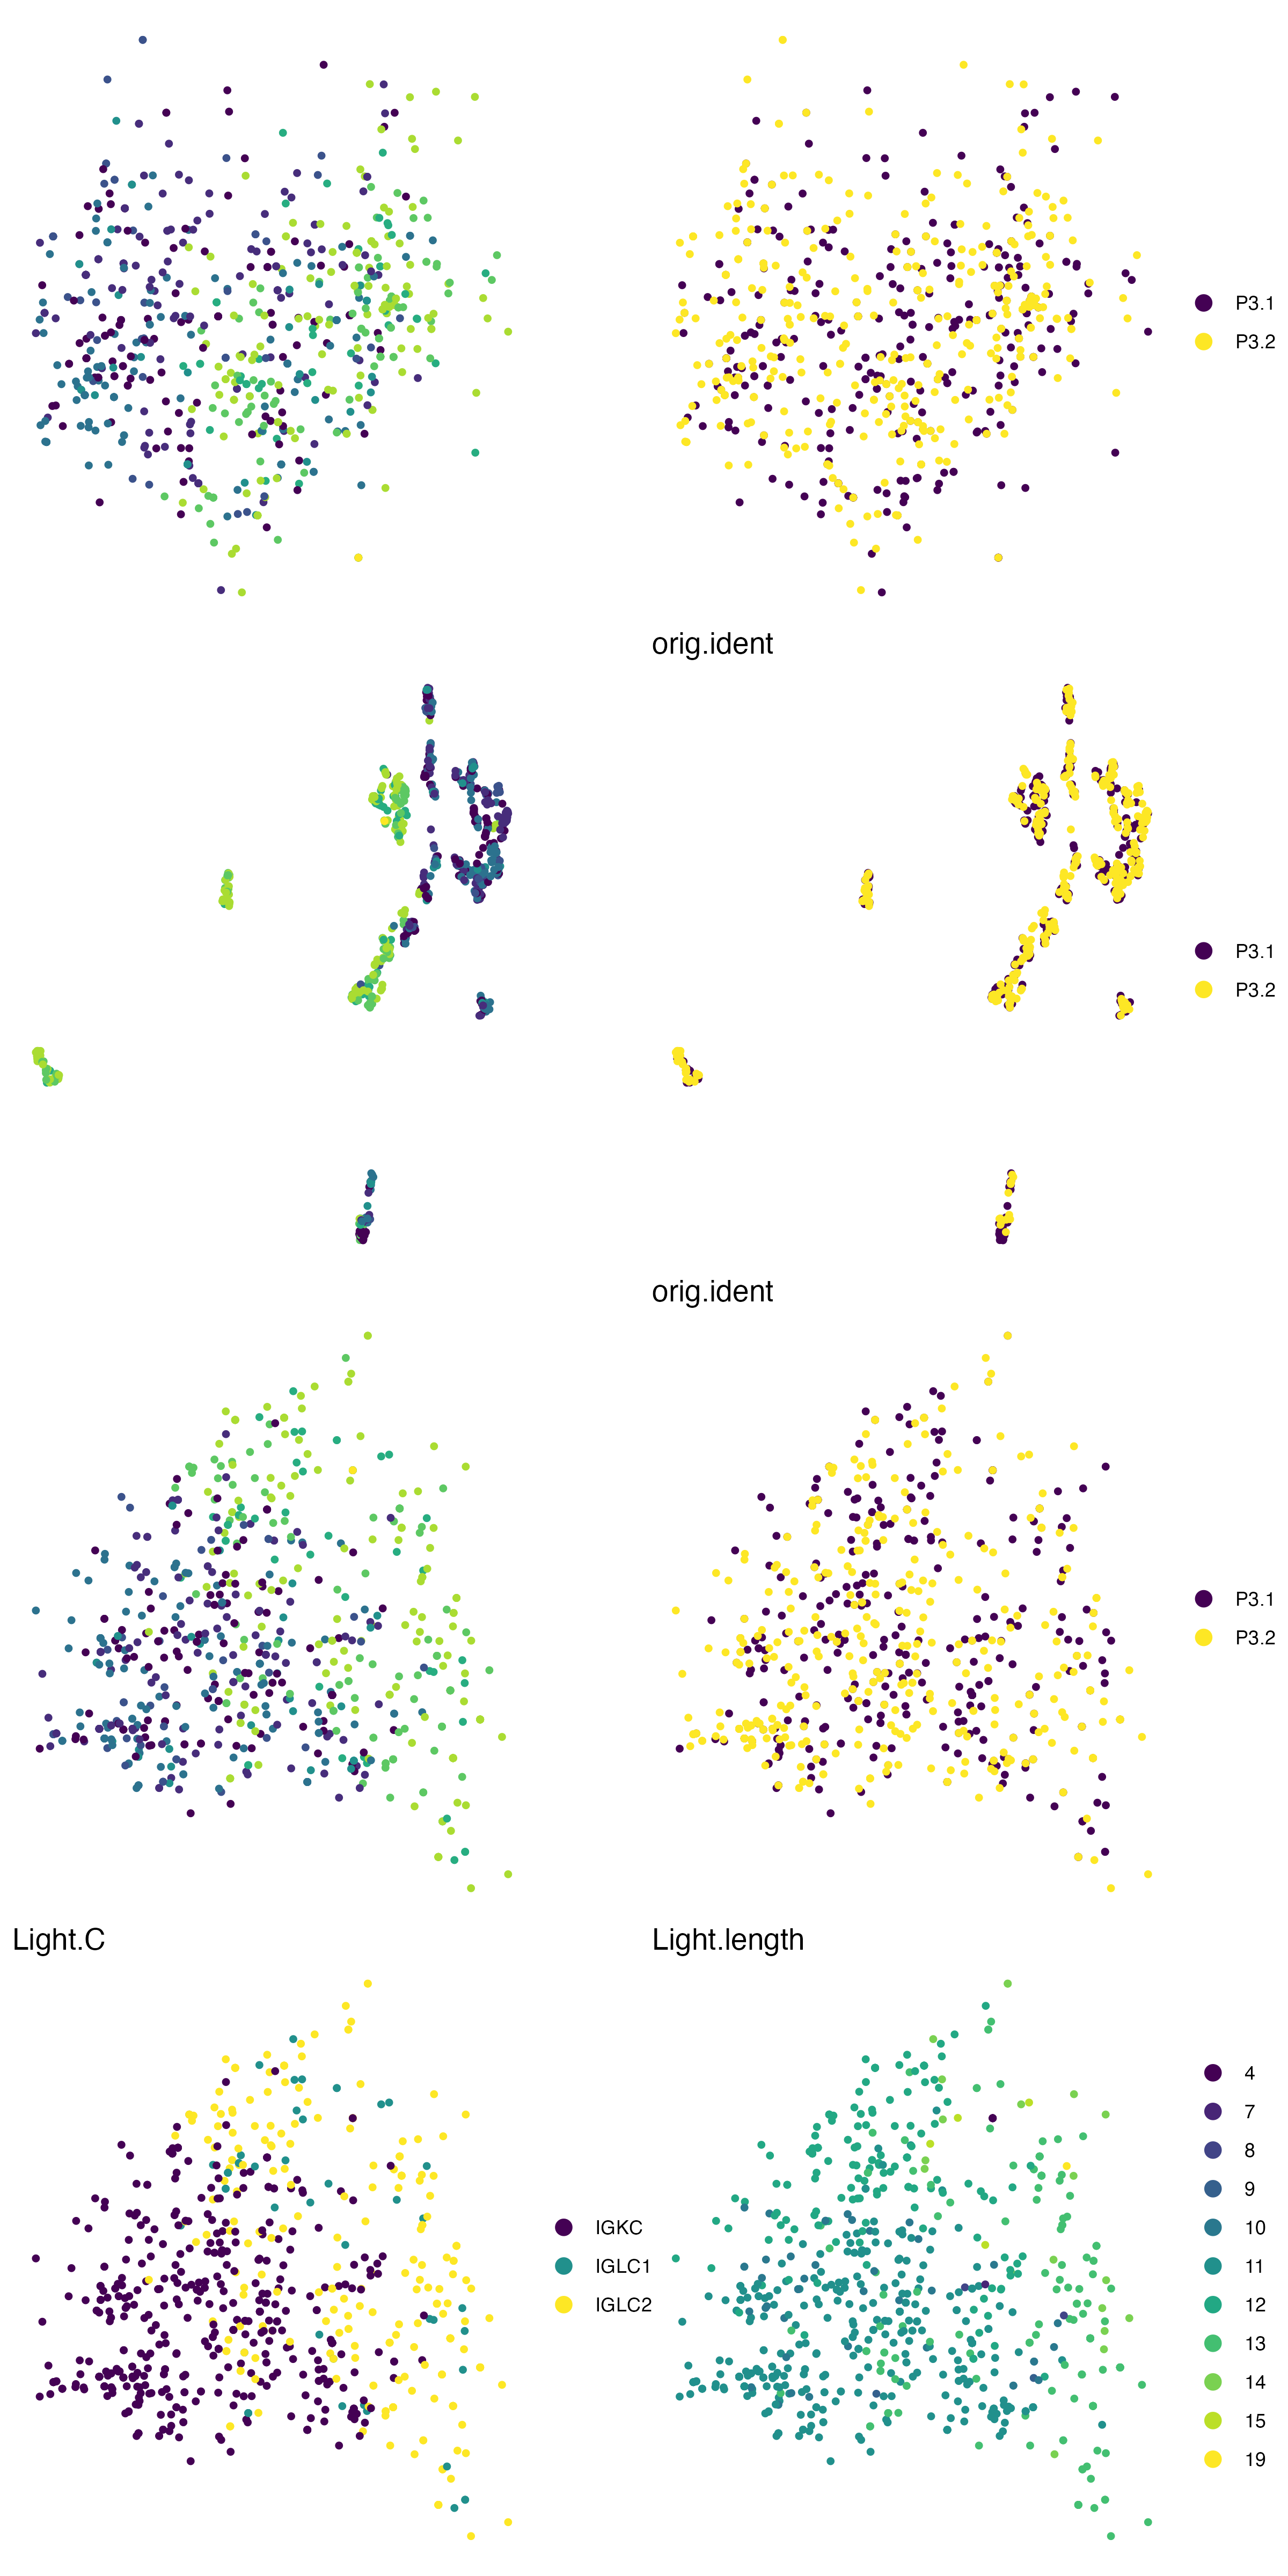 P3.1
P3.2
orig.ident
P3.1
P3.2
orig.ident
P3.1
P3.2
Light.C
Light.length
IGKC
IGLC1
IGLC2
4
7
8
9
10
11
12
13
14
15
19